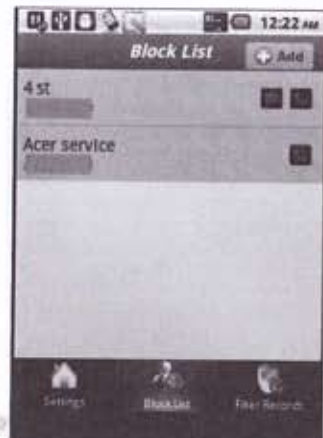 12:22 AM
Block List
Add
4 st
Acer service
Settings
Block List
Filter Records